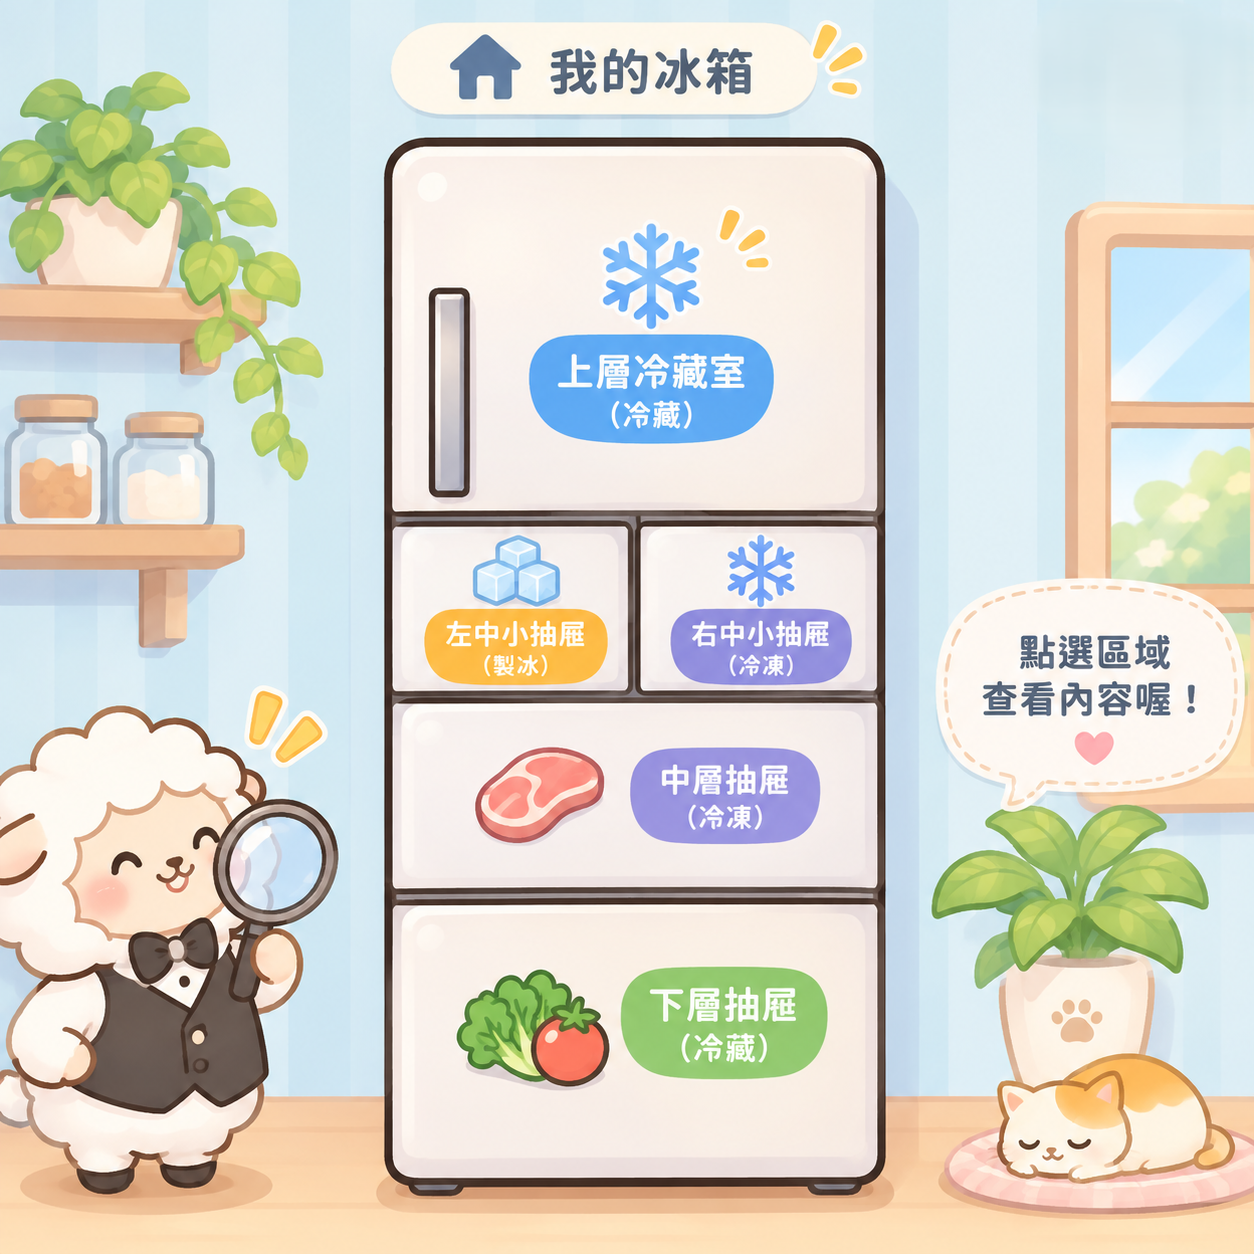 我的冰箱
上層冷藏室
（冷藏）
左中小抽屜
（製冰）
右中小抽屜
（冷凍）
點選區域
查看內容喔！
中層抽屜
（冷凍）
下層抽屜
（冷藏）